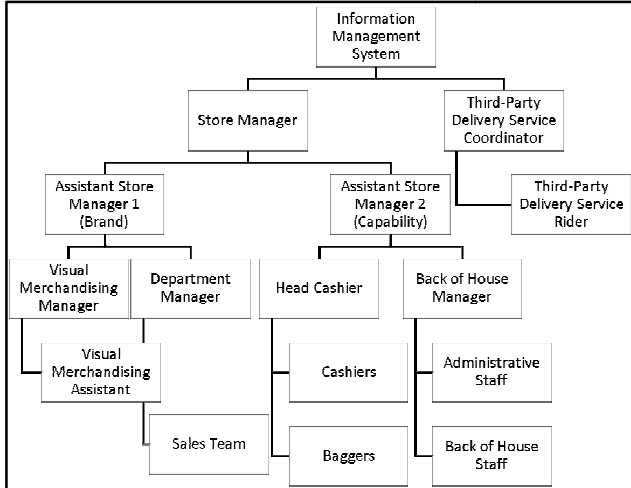 Information
Management
System
Store Manager
Third-Party
Delivery Service
Coordinator
Assistant Store
Manager 1
(Brand)
Assistant Store
Manager 2
(Capability)
Third-Party
Delivery Service
Rider
Visual
Merchandising
Manager
Department
Manager
Head Cashier
Back of House
Manager
Visual
Merchandising
Assistant
Cashiers
Administrative
Staff
Sales Team
Baggers
Back of House
Staff